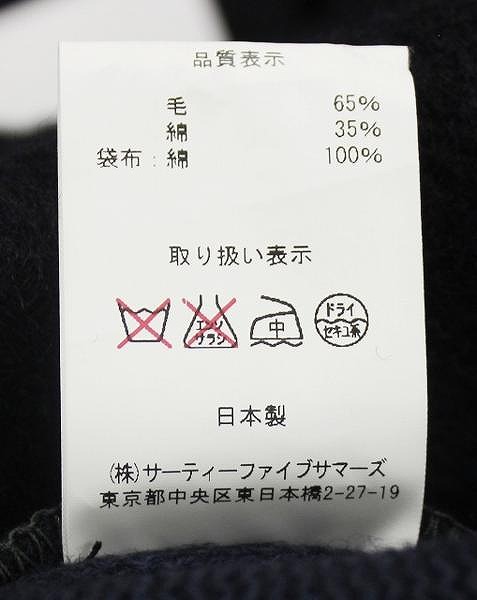 品質表示
毛 65%
綿 35%
袋布：綿 100%
取り扱い表示
エンソ
サラシ
中
ドライ
セキユ系
日本製
(株)サーティーファイブサマーズ
東京都中央区東日本橋2-27-19